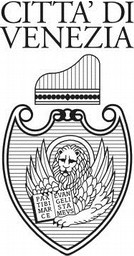 CITTA' DI
VENEZIA
PAX
TIBI
MAR
CE
EVAN
GELI
STA
MEVS